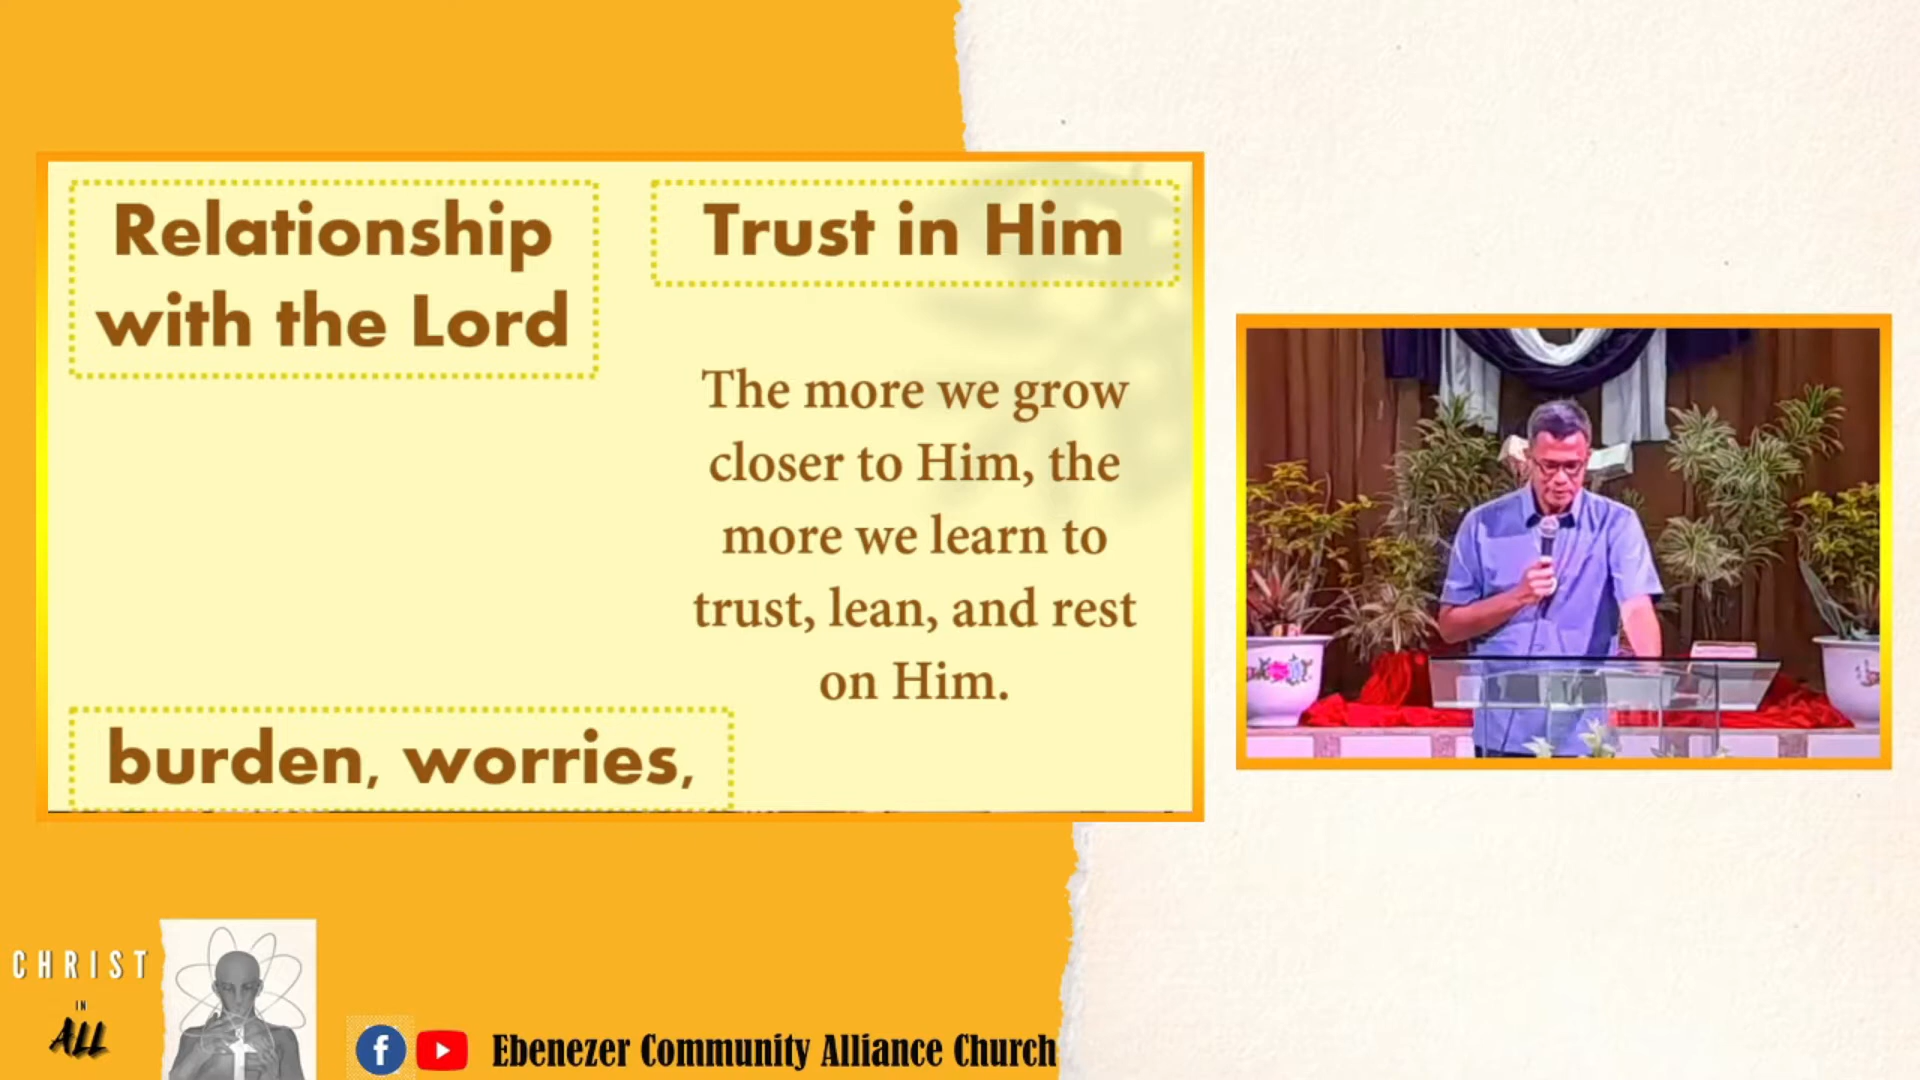 Relationship
with the Lord
Trust in Him
The more we grow
closer to Him, the
more we learn to
trust, lean, and rest
on Him.
burden, worries,
CHRIST
IN
ALL
f
Ebenezer Community Alliance Church